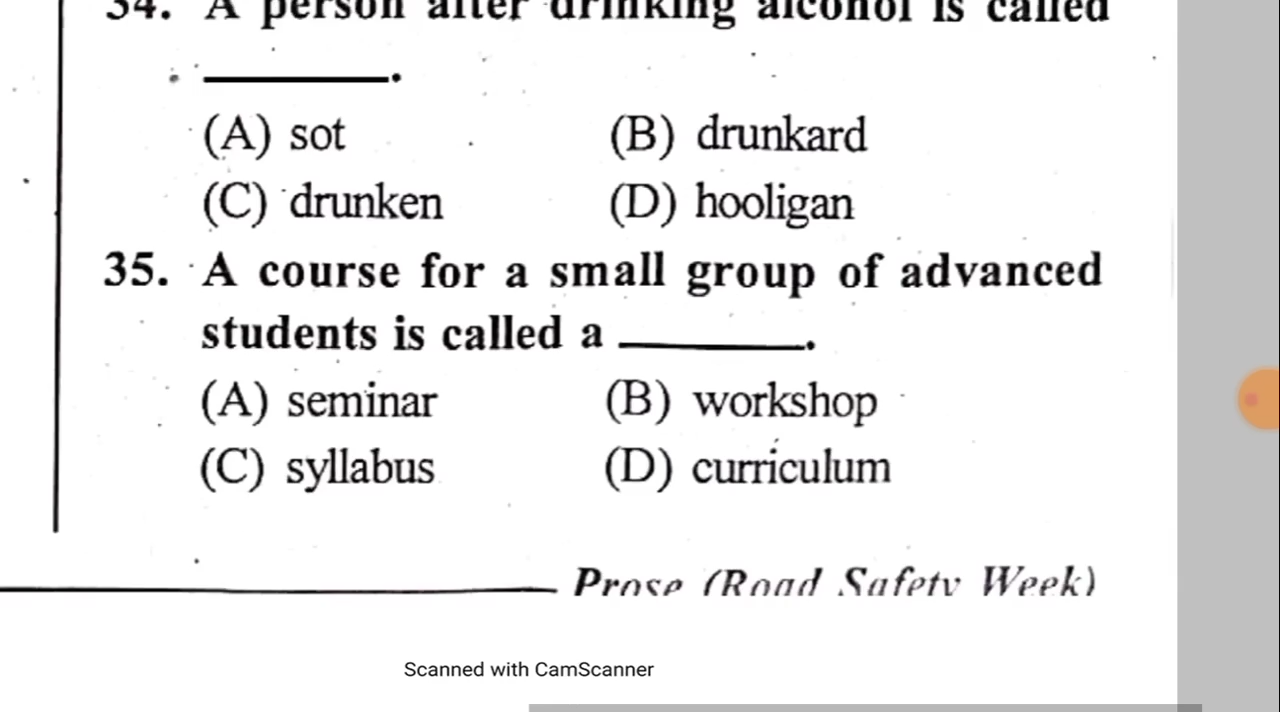 34. A person after drinking alcohol is called
________.
(A) sot (B) drunkard
(C) drunken (D) hooligan
35. A course for a small group of advanced
students is called a ________.
(A) seminar (B) workshop
(C) syllabus (D) curriculum
Prose (Road Safety Week)
Scanned with CamScanner